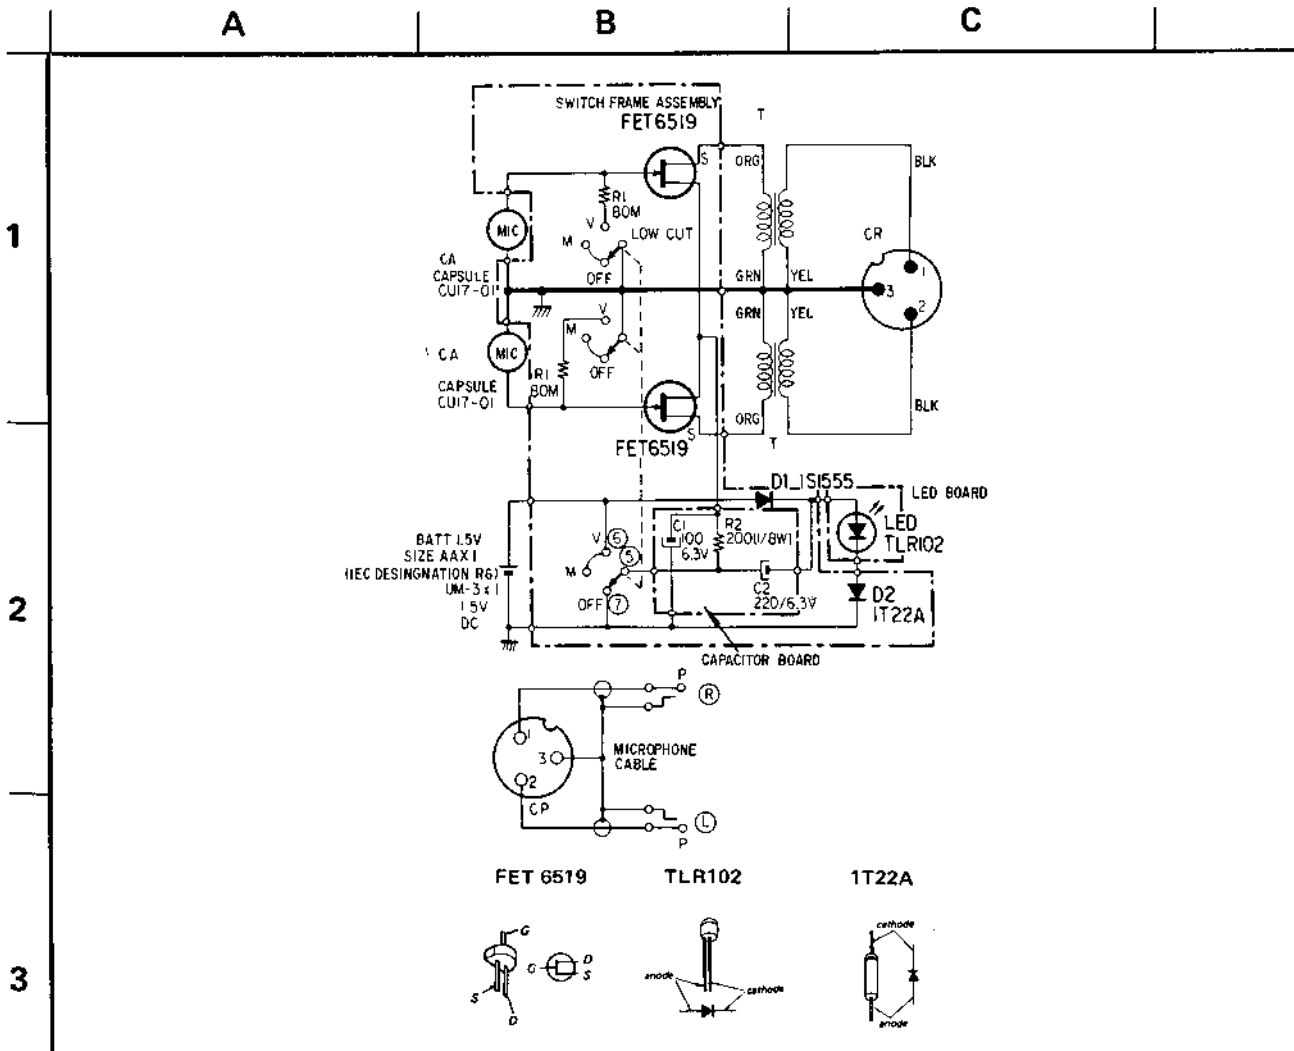 A B C
SWITCH FRAME ASSEMBLY
FET6519
T
S
ORG
BLK
R1
80M
1
MIC
V
M
LOW CUT
OFF
CR
CA
CAPSULE
CU17-01
GRN
YEL
1
3
2
GRN
YEL
V
M
OFF
MIC
CA
R1
80M
CAPSULE
CU17-01
ORG
BLK
S
T
FET6519
D1 1S1555
LED BOARD
BATT 1.5V
SIZE AAX1
(IEC DESINGNATION R6)
UM-3 x 1
1.5V
DC
V
6
5
M
OFF
7
C1
100
6.3V
R2
200(1/8W)
C2
220/6.3V
LED
TLR102
D2
1T22A
2
CAPACITOR BOARD
P
R
1
3
2
CP
MICROPHONE
CABLE
L
P
FET 6519
TLR102
1T22A
3
G
S
D
G
D
S
anode
cathode
cathode
anode